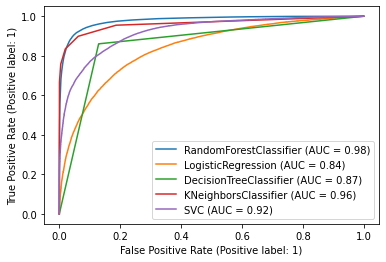 1.0
0.8
0.6
0.4
0.2
0.0
True Positive Rate (Positive label: 1)
RandomForestClassifier (AUC = 0.98)
LogisticRegression (AUC = 0.84)
DecisionTreeClassifier (AUC = 0.87)
KNeighborsClassifier (AUC = 0.96)
SVC (AUC = 0.92)
0.0 0.2 0.4 0.6 0.8 1.0
False Positive Rate (Positive label: 1)